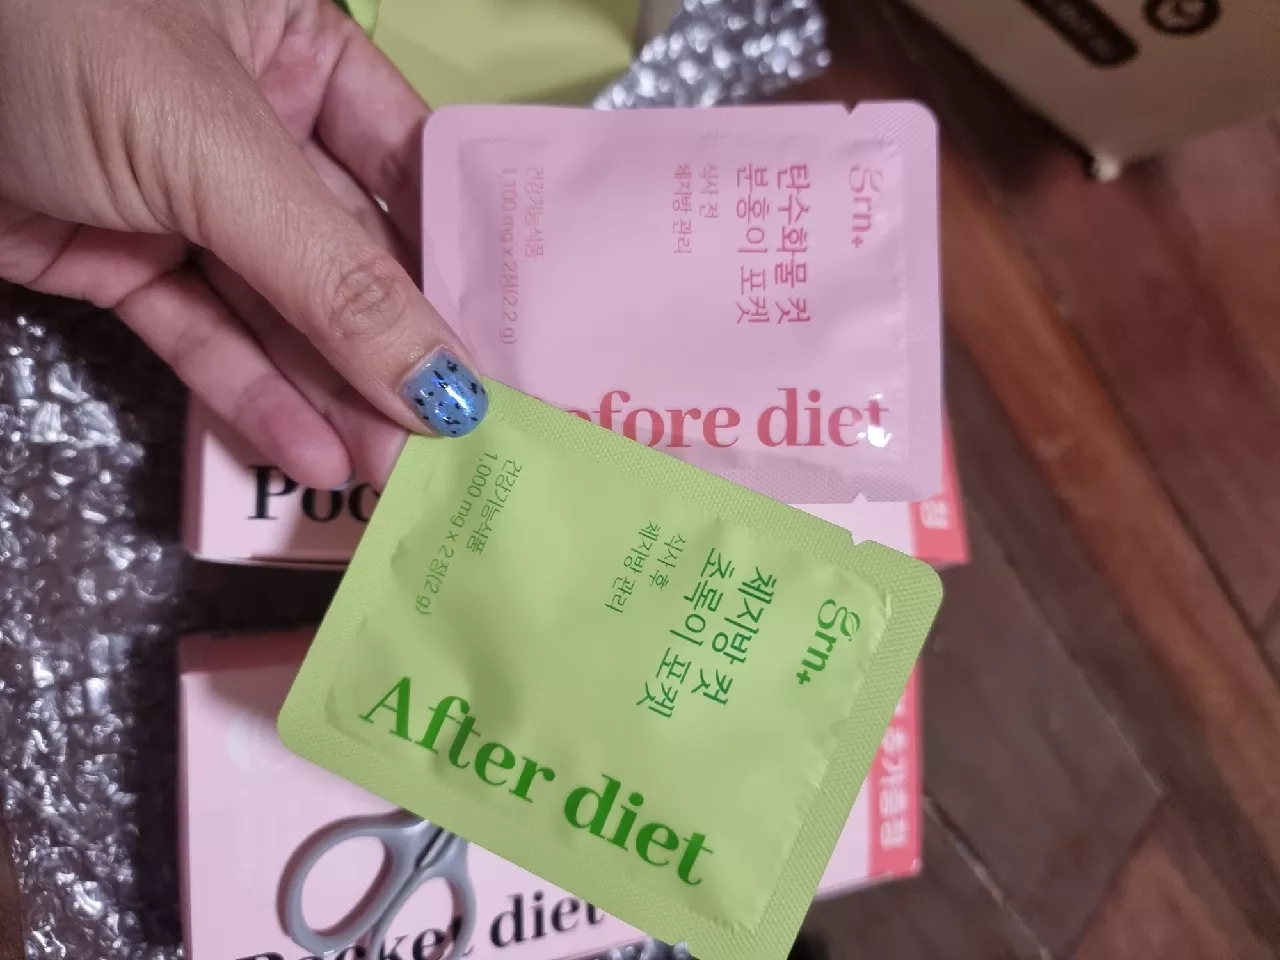 grn+
탄수화물 컷
분홍이 포켓
식사 전
체지방 관리
건강기능식품
1,100 mg x 2정(2.2 g)
efore diet
grn+
체지방 컷
초록이 포켓
식사 후
체지방 관리
건강기능식품
1,000 mg x 2정(2 g)
After diet
Poc
Pocket diet